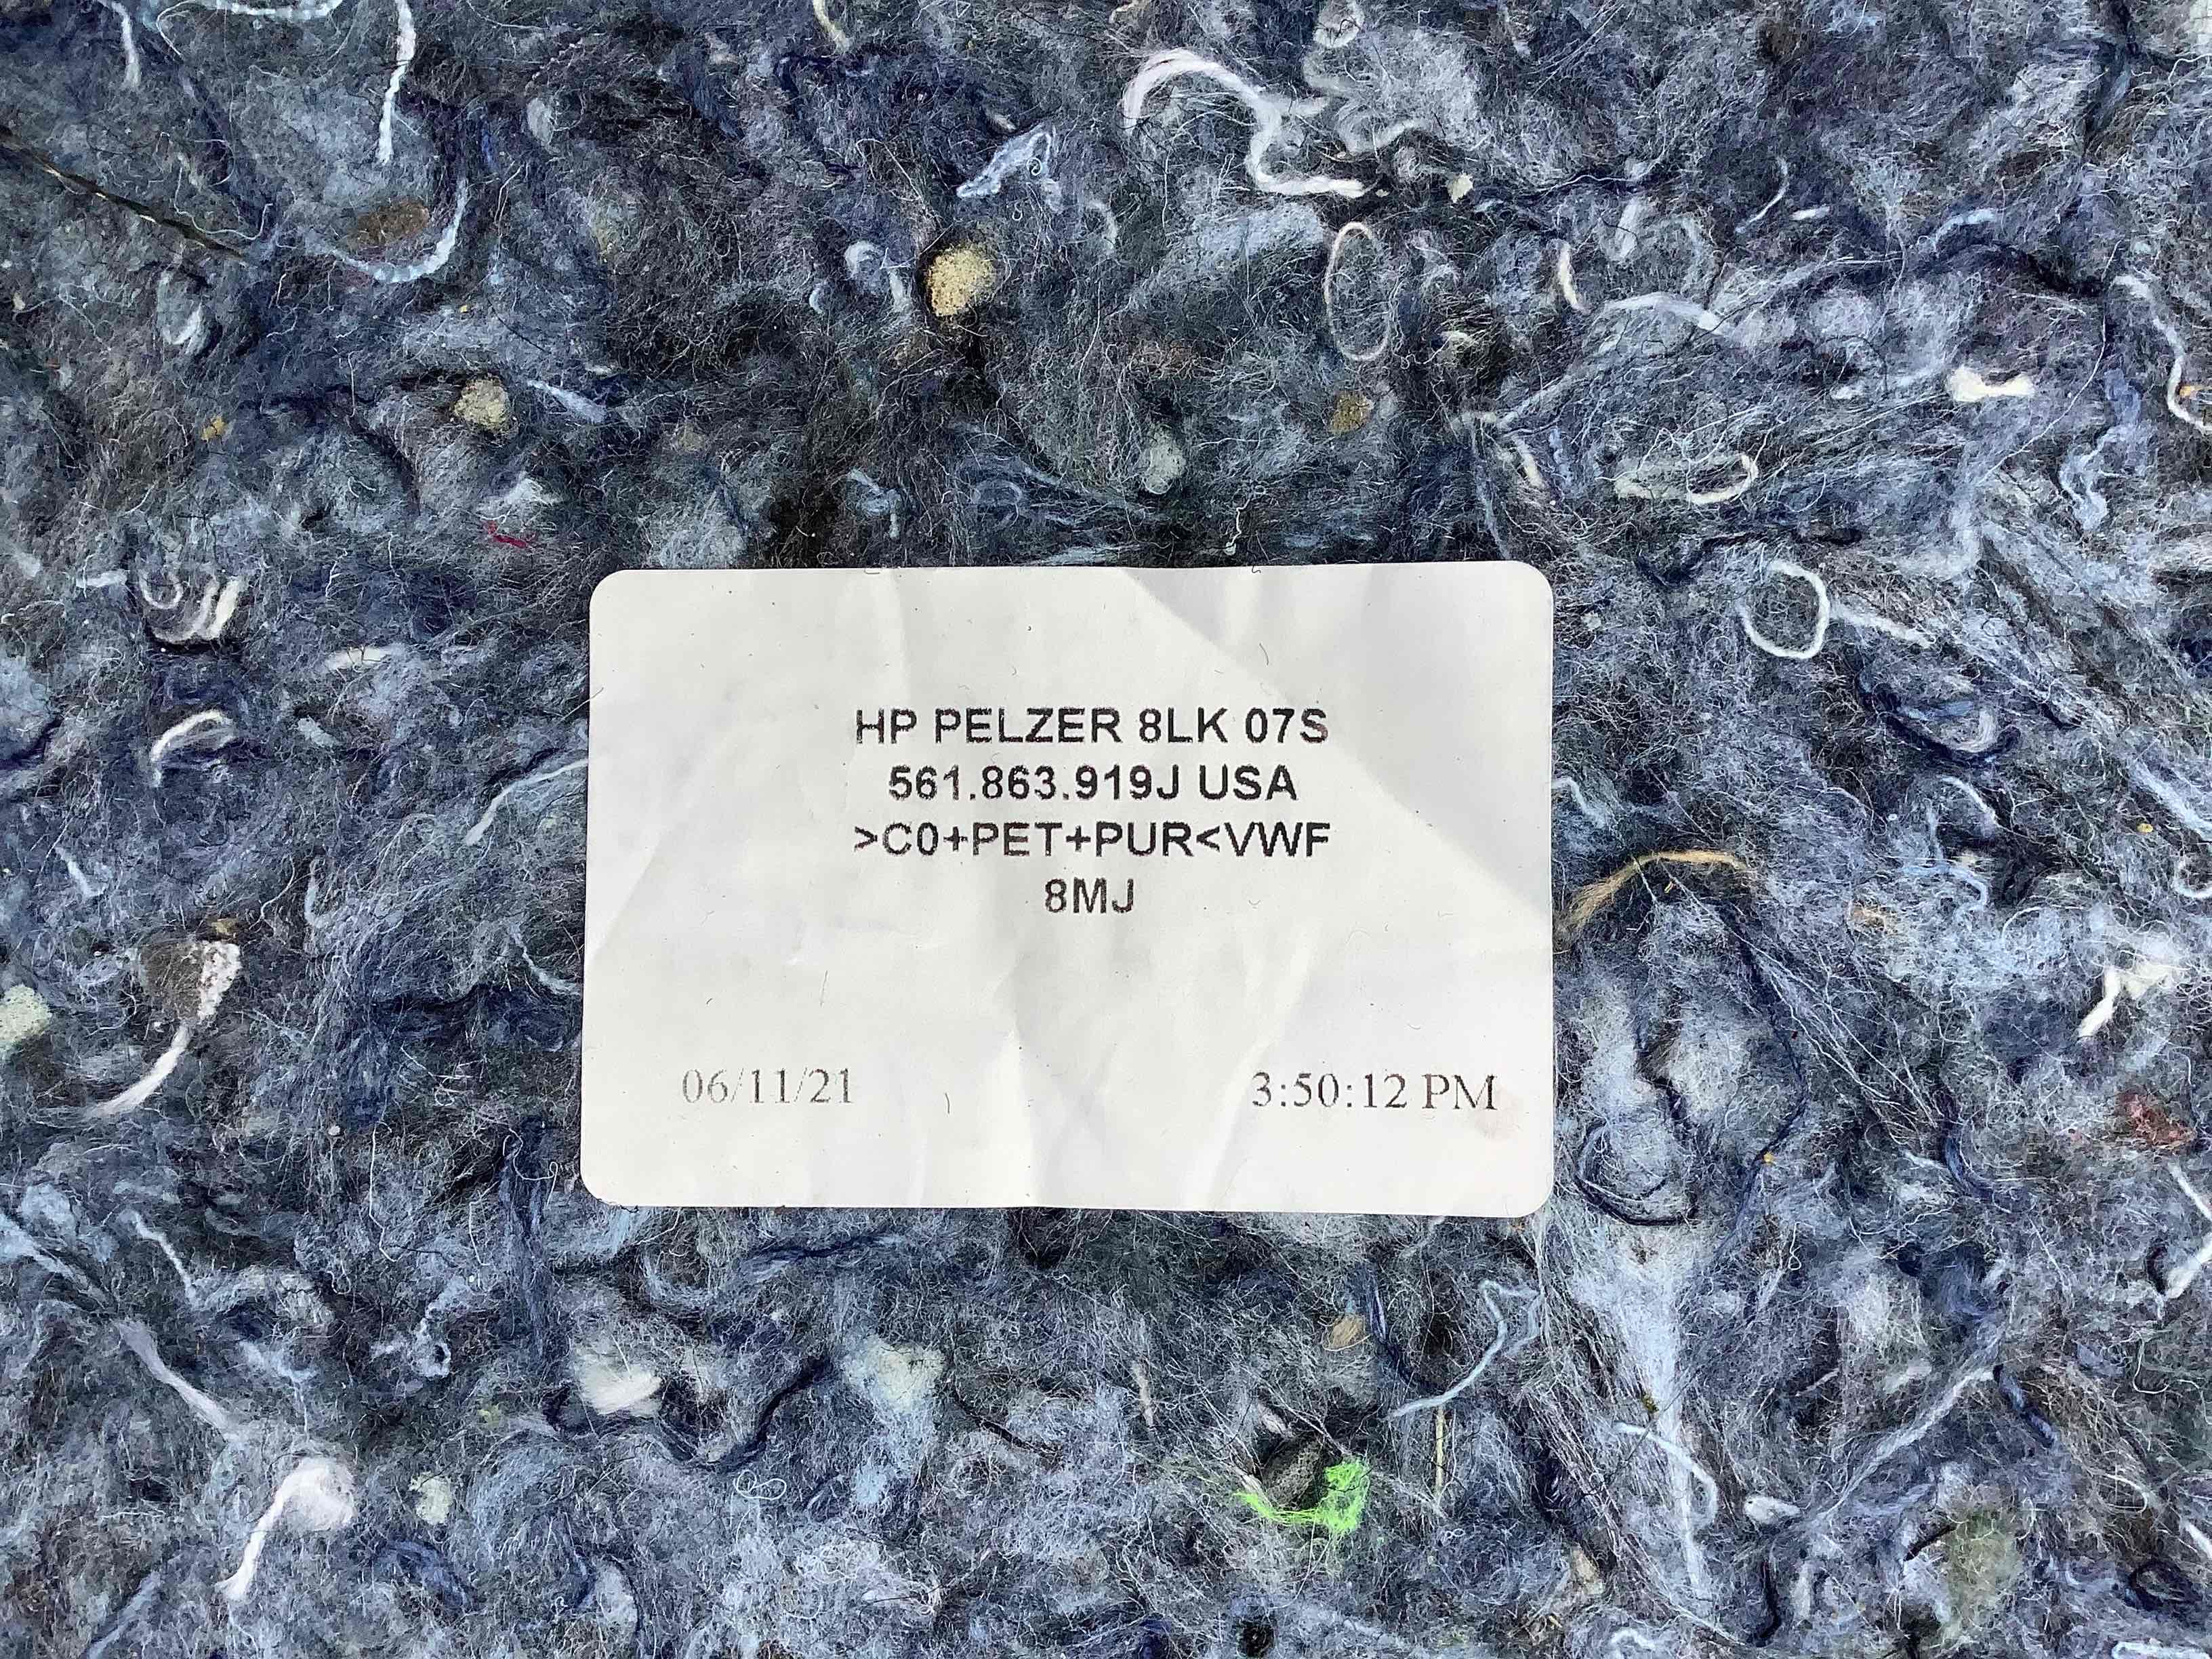 HP PELZER 8LK 07S
561.863.919J USA
>C0+PET+PUR<VWF
8MJ
06/11/21 3:50:12 PM